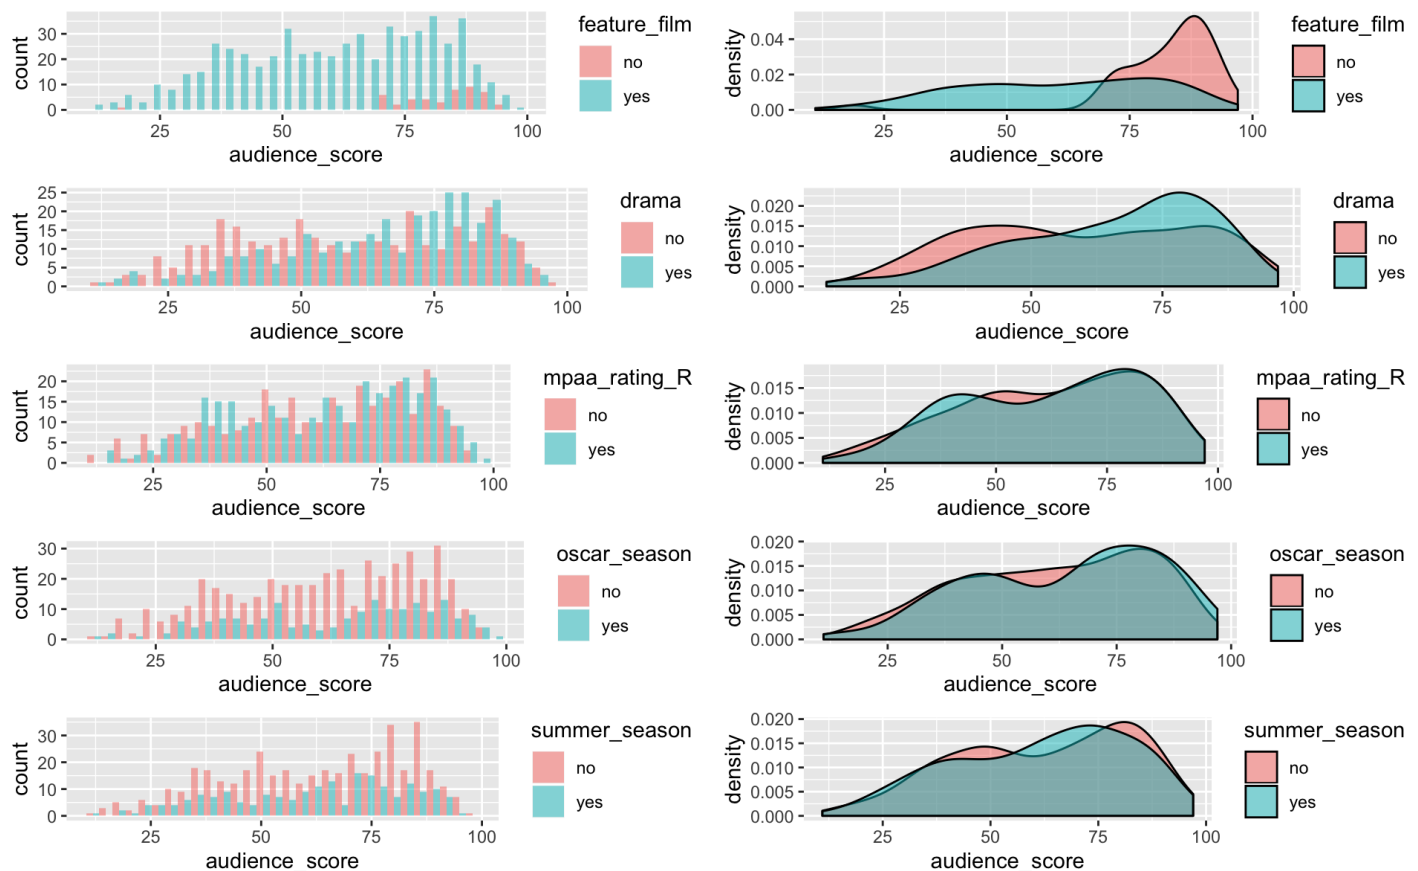 feature_film
no
yes
count
30
20
10
0
25
50
75
100
audience_score
feature_film
no
yes
density
0.04
0.02
0.00
25
50
75
100
audience_score
drama
no
yes
count
25
20
15
10
5
0
25
50
75
100
audience_score
drama
no
yes
density
0.020
0.015
0.010
0.005
0.000
25
50
75
100
audience_score
mpaa_rating_R
no
yes
count
20
15
10
5
0
25
50
75
100
audience_score
mpaa_rating_R
no
yes
density
0.015
0.010
0.005
0.000
25
50
75
100
audience_score
oscar_season
no
yes
count
30
20
10
0
25
50
75
100
audience_score
oscar_season
no
yes
density
0.020
0.015
0.010
0.005
0.000
25
50
75
100
audience_score
summer_season
no
yes
count
30
20
10
0
25
50
75
100
audience_score
summer_season
no
yes
density
0.020
0.015
0.010
0.005
0.000
25
50
75
100
audience_score